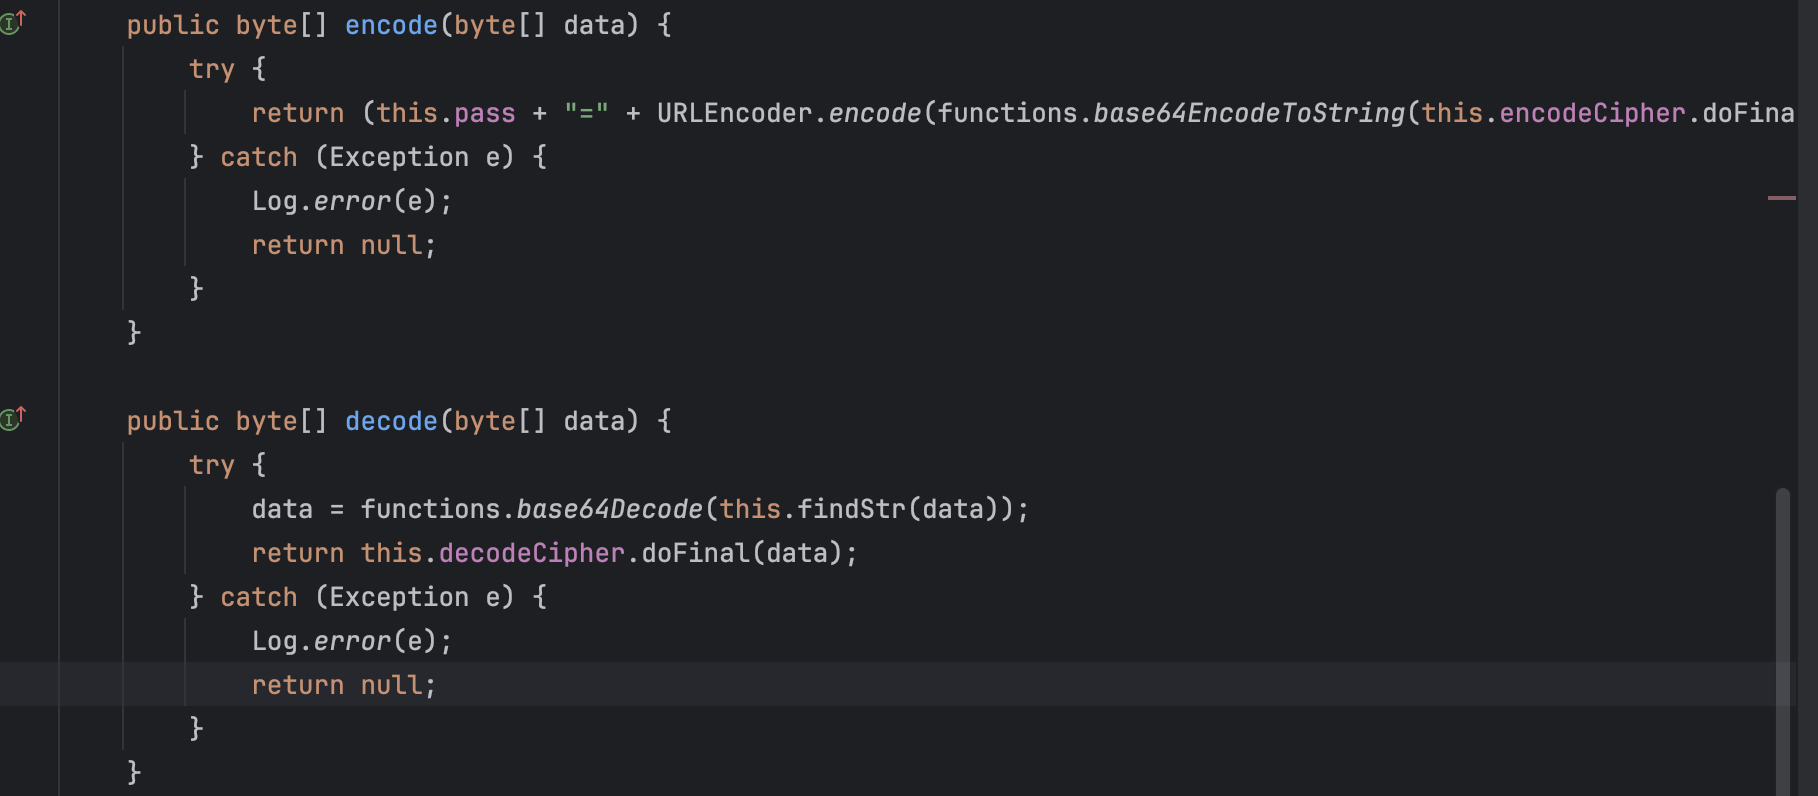 public byte[] encode(byte[] data) {
try {
return (this.pass + "=" + URLEncoder.encode(functions.base64EncodeToString(this.encodeCipher.doFina
} catch (Exception e) {
Log.error(e);
return null;
}
}
public byte[] decode(byte[] data) {
try {
data = functions.base64Decode(this.findStr(data));
return this.decodeCipher.doFinal(data);
} catch (Exception e) {
Log.error(e);
return null;
}
}